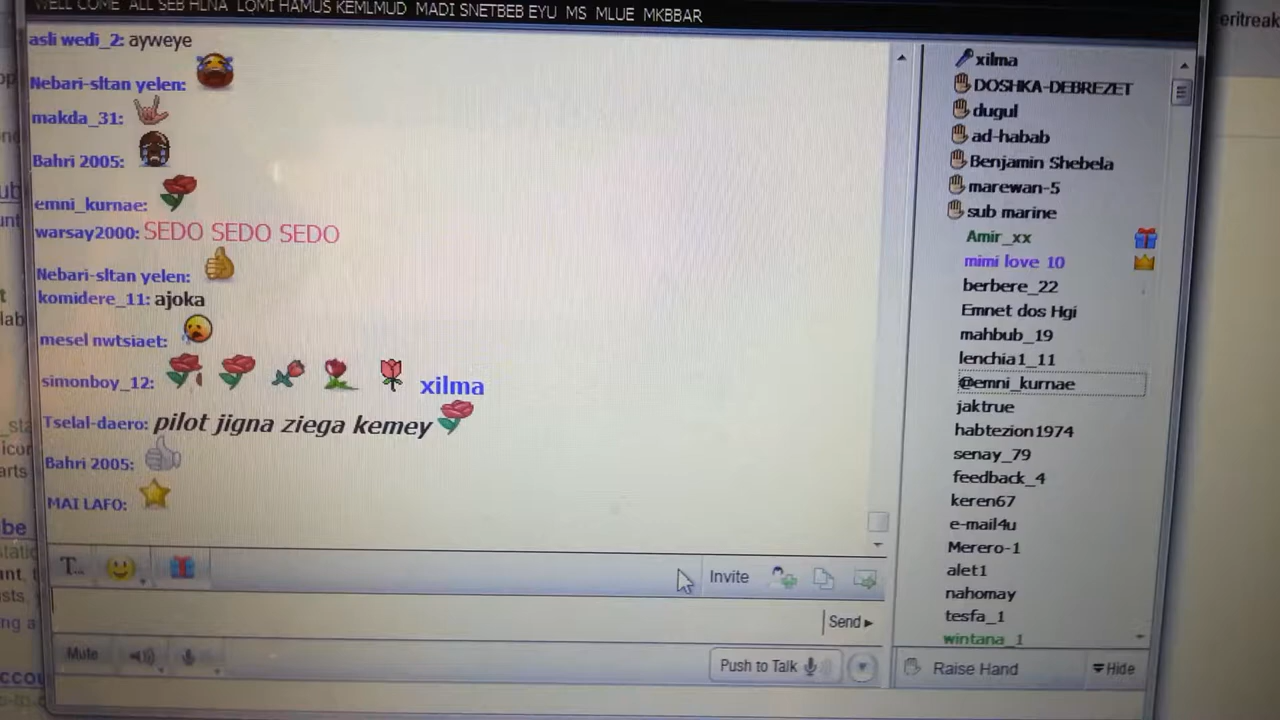 WELL COME ALL SEB HLNA LOMI HAMUS KEMLMUD MADI SNETBEB EYU MS MLUE MKBBAR
eritreak
asli wedi_2: ayweye
Nebari-sltan yelen:
makda_31:
Bahri 2005:
emni_kurnae:
warsay2000: SEDO SEDO SEDO
Nebari-sltan yelen:
komidere_11: ajoka
mesel nwtsiaet:
simonboy_12: xilma
Tselal-daero: pilot jigna ziega kemey
Bahri 2005:
MAI LAFO:
T...
Invite
Send
Mute
Push to Talk
xilma
DOSHKA-DEBREZET
dugul
ad-habab
Benjamin Shebela
marewan-5
sub marine
Amir_xx
mimi love 10
berbere_22
Emnet dos Hgi
mahbub_19
lenchia1_11
@emni_kurnae
jaktrue
habtezion1974
senay_79
feedback_4
keren67
e-mail4u
Merero-1
alet1
nahomay
tesfa_1
wintana_1
Raise Hand
Hide